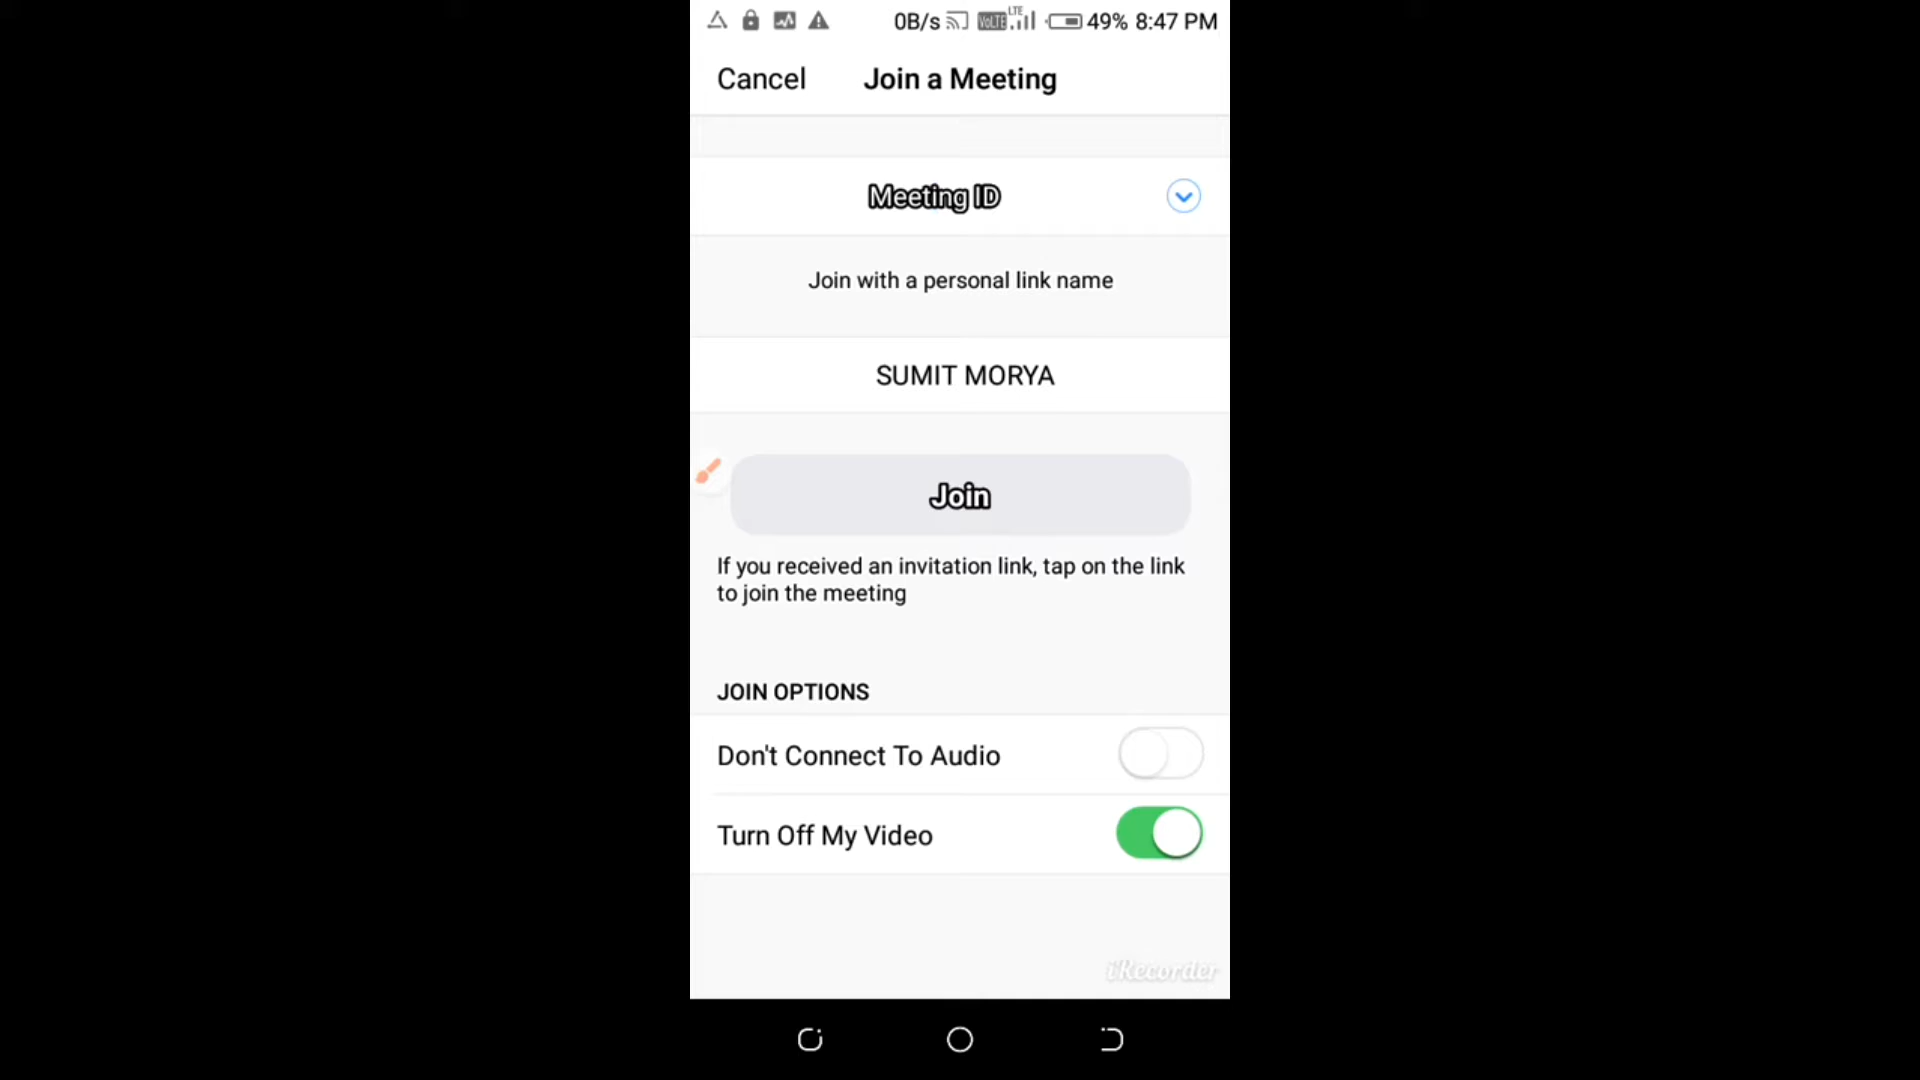 0B/s VoLTE LTE 49% 8:47 PM
Cancel Join a Meeting
Meeting ID
Join with a personal link name
SUMIT MORYA
Join
If you received an invitation link, tap on the link
to join the meeting
JOIN OPTIONS
Don't Connect To Audio
Turn Off My Video
iRecorder